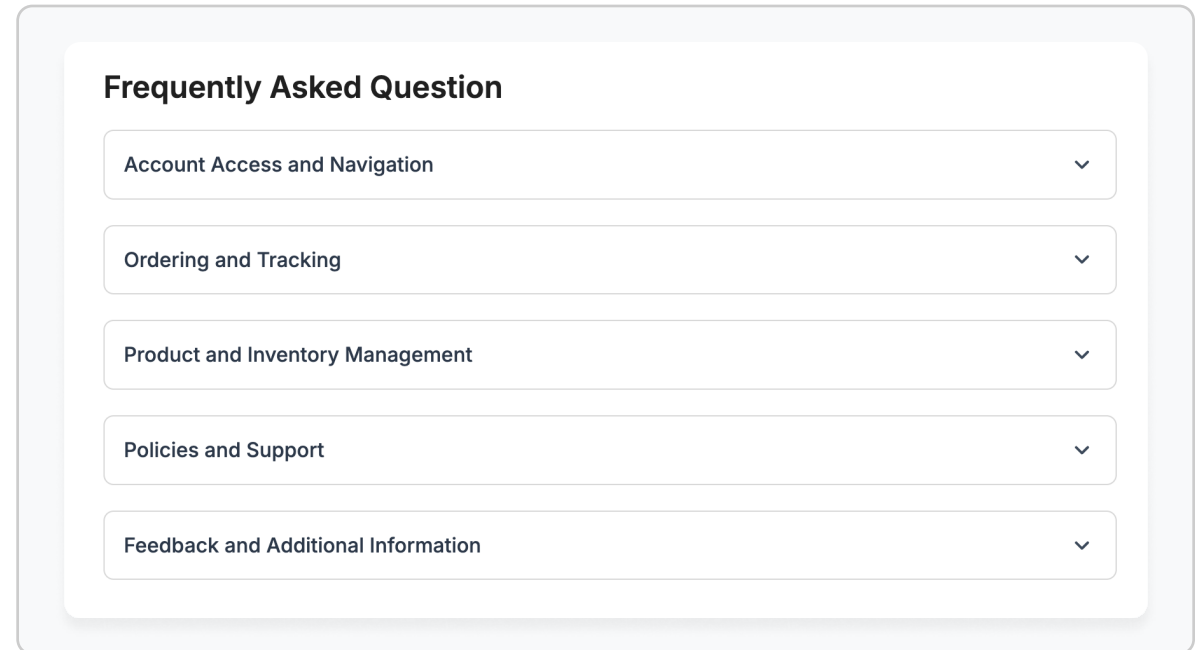 Frequently Asked Question
Account Access and Navigation
Ordering and Tracking
Product and Inventory Management
Policies and Support
Feedback and Additional Information